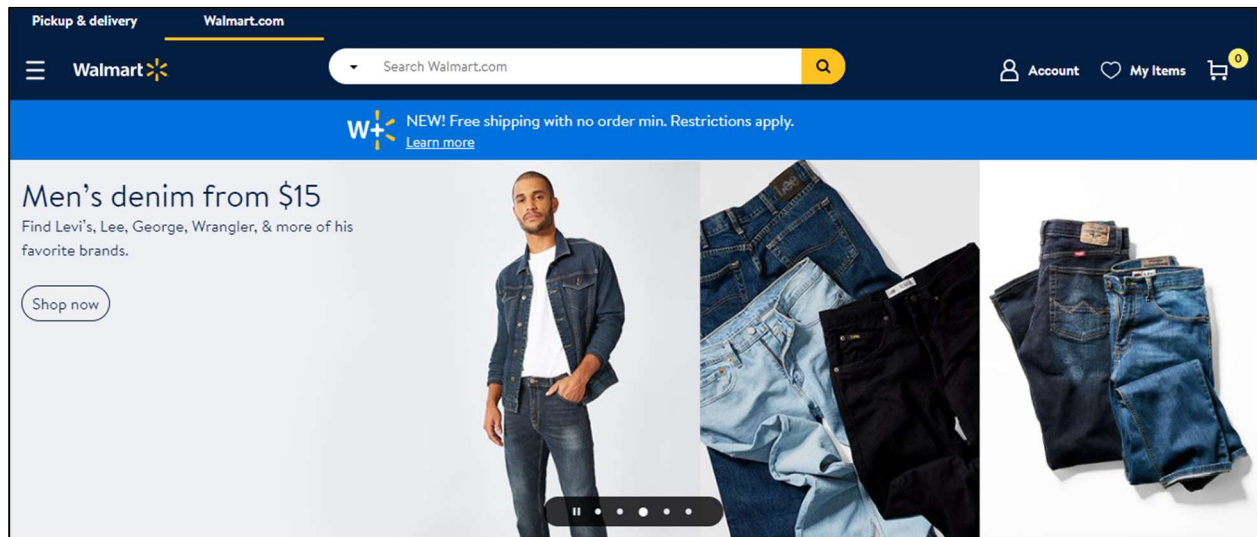 Pickup & delivery
Walmart.com
Walmart
Search Walmart.com
Account
My Items
0
W+
NEW! Free shipping with no order min. Restrictions apply.
Learn more
Men's denim from $15
Find Levi's, Lee, George, Wrangler, & more of his
favorite brands.
Shop now
Lee